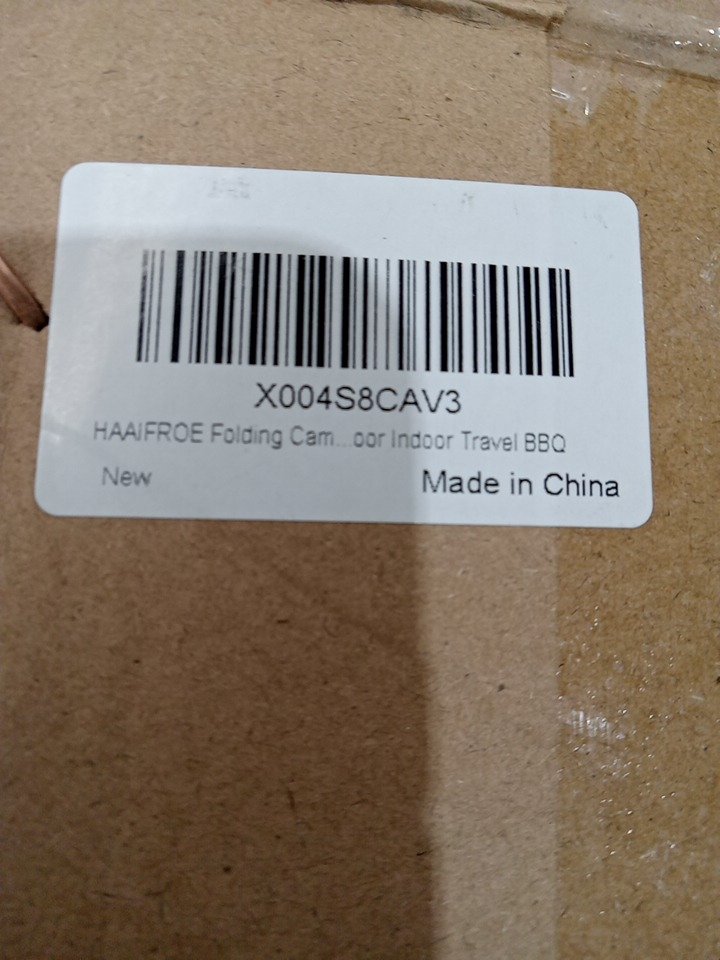 X004S8CAV3
HAAIFROE Folding Cam...oor Indoor Travel BBQ
New
Made in China